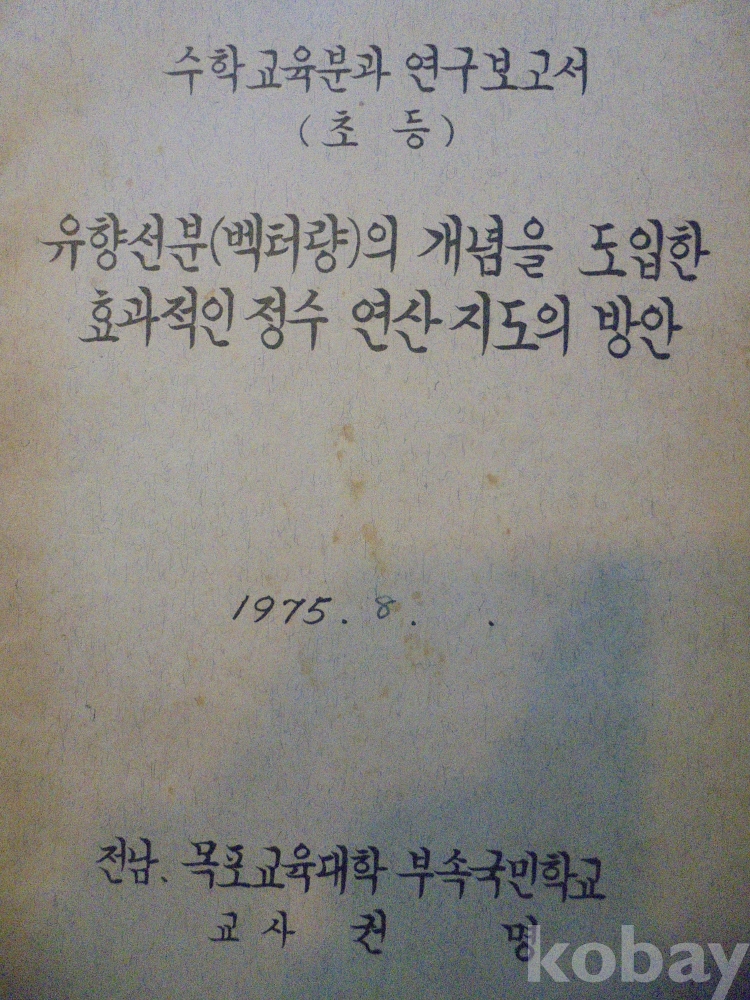 수학교육분과 연구보고서
(초 등)
유향선분(벡터량)의 개념을 도입한
효과적인 정수 연산 지도의 방안
1975. 8. .
전남. 목포교육대학 부속국민학교
교사 권 명
kobay